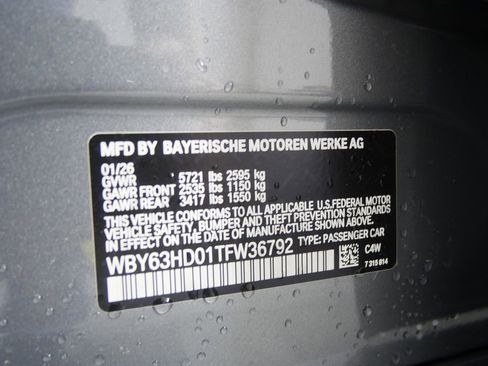 MFD BY BAYERISCHE MOTOREN WERKE AG
01/26
GVWR 5721 lbs 2595 kg
GAWR FRONT 2535 lbs 1150 kg
GAWR REAR 3417 lbs 1550 kg
THIS VEHICLE CONFORMS TO ALL APPLICABLE U.S. FEDERAL MOTOR
VEHICLE SAFETY AND THEFT PREVENTION STANDARDS
IN EFFECT ON THE DATE OF MANUFACTURE SHOWN ABOVE.
WBY63HD01TFW36792 TYPE: PASSENGER CAR
C4W
7 315 814